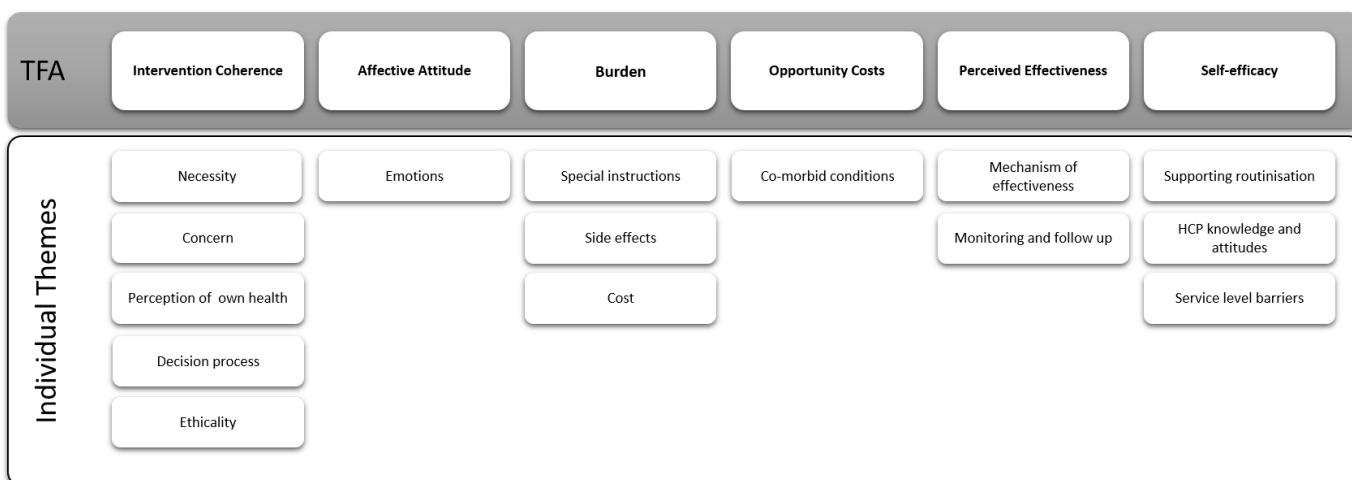 TFA
Intervention Coherence
Affective Attitude
Burden
Opportunity Costs
Perceived Effectiveness
Self-efficacy
Individual Themes
Necessity
Emotions
Special instructions
Co-morbid conditions
Mechanism of
effectiveness
Supporting routinisation
Concern
Side effects
Monitoring and follow up
HCP knowledge and
attitudes
Perception of own health
Cost
Service level barriers
Decision process
Ethicality